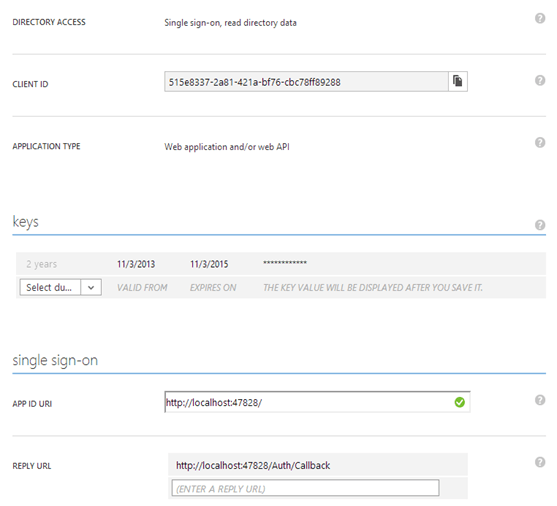 DIRECTORY ACCESS Single sign-on, read directory data ?
CLIENT ID 515e8337-2a81-421a-bf76-cbc78ff89288 ?
APPLICATION TYPE Web application and/or web API ?
keys ?
2 years 11/3/2013 11/3/2015 ************
Select du... VALID FROM EXPIRES ON THE KEY VALUE WILL BE DISPLAYED AFTER YOU SAVE IT.
single sign-on
APP ID URI http://localhost:47828/ ?
REPLY URL http://localhost:47828/Auth/Callback ?
(ENTER A REPLY URL)